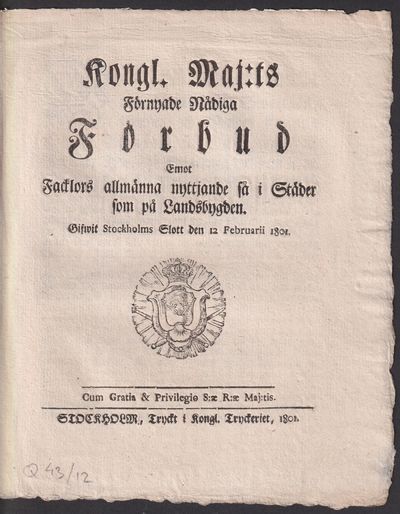 Kongl. Maj:ts
Förnyade Nådiga
Förbud
Emot
Facklors allmänna nyttjande så i Städer
som på Landsbygden.
Gifwit Stockholms Slott den 12 Februarii 1801.
Cum Gratia & Privilegio S:æ R:æ Maj:tis.
STOCKHOLM, Tryckt i Kongl. Tryckeriet, 1801.
Q 43/12